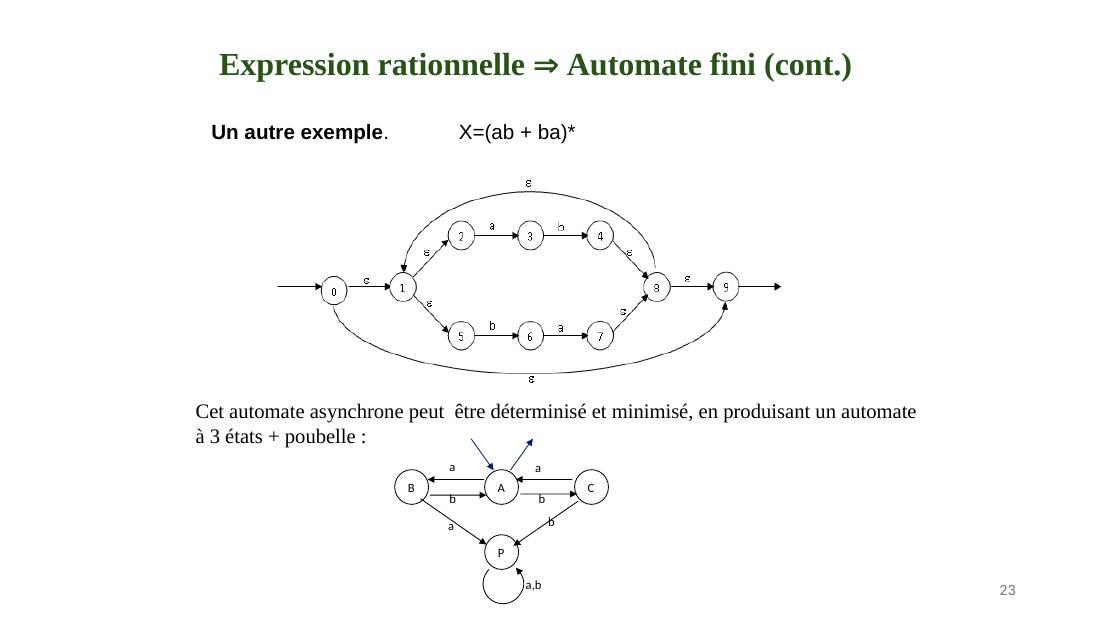 Expression rationnelle ⇒ Automate fini (cont.)
Un autre exemple. X=(ab + ba)*
ε
2 a 3 b 4
ε ε
0 ε 1 8 ε 9
ε ε
5 b 6 a 7
ε
Cet automate asynchrone peut être déterminisé et minimisé, en produisant un automate
à 3 états + poubelle :
a a
B A C
b b
a b
P
a,b
23